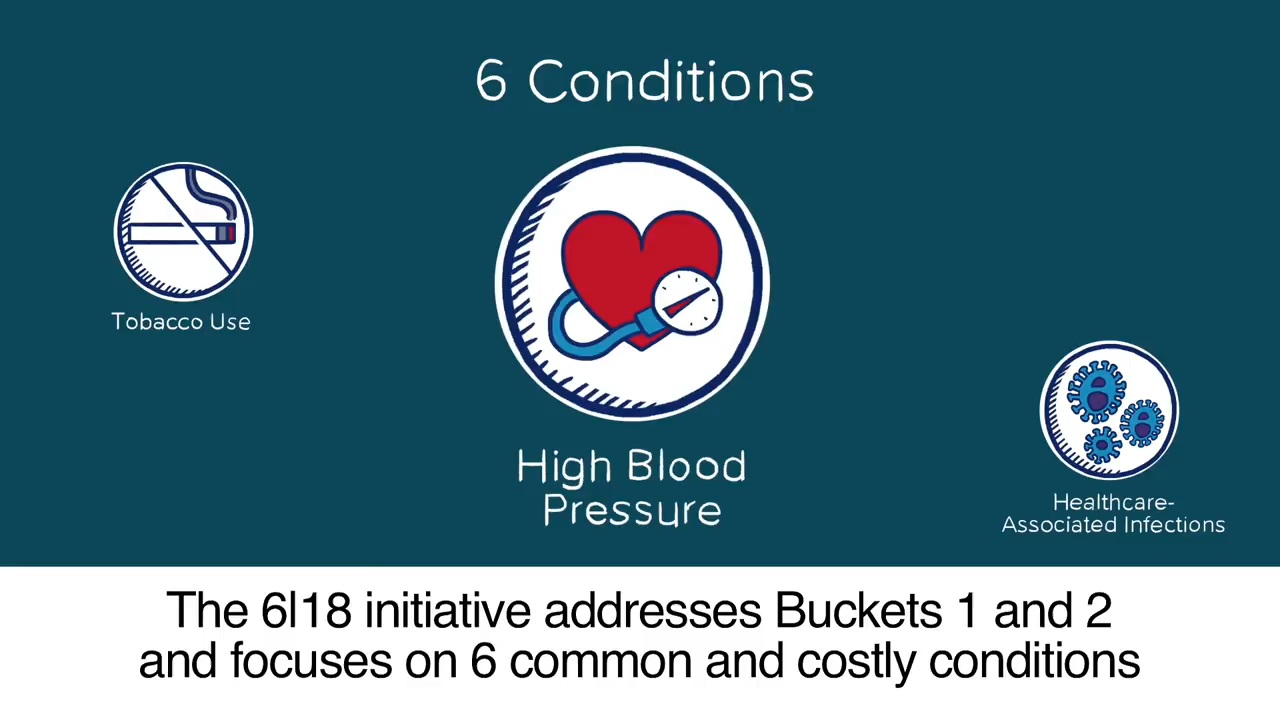 6 Conditions
Tobacco Use
High Blood
Pressure
Healthcare-
Associated Infections
The 6|18 initiative addresses Buckets 1 and 2
and focuses on 6 common and costly conditions